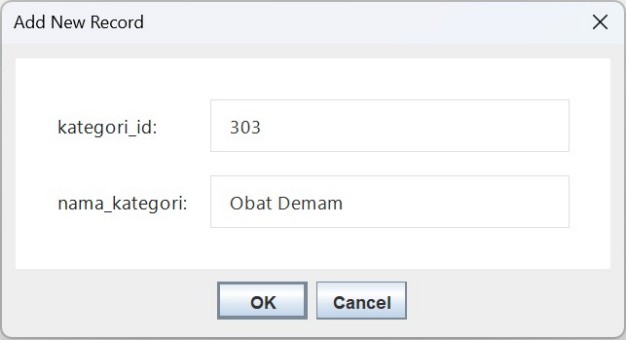 Add New Record
kategori_id: 303
nama_kategori: Obat Demam
OK Cancel